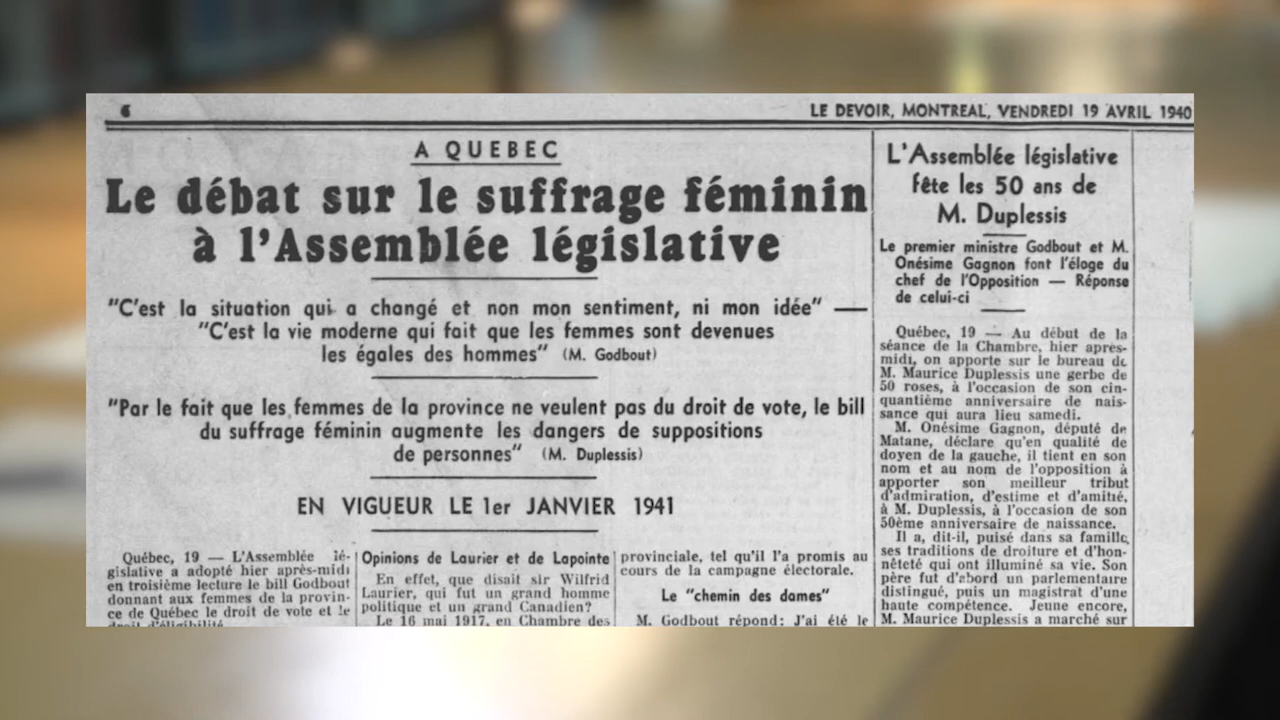 6
LE DEVOIR, MONTREAL, VENDREDI 19 AVRIL 1940
A QUEBEC
Le débat sur le suffrage féminin
à l'Assemblée législative
"C'est la situation qui a changé et non mon sentiment, ni mon idée" —
"C'est la vie moderne qui fait que les femmes sont devenues
les égales des hommes" (M. Godbout)
"Par le fait que les femmes de la province ne veulent pas du droit de vote, le bill
du suffrage féminin augmente les dangers de suppositions
de personnes" (M. Duplessis)
EN VIGUEUR LE 1er JANVIER 1941
Québec, 19 — L'Assemblée lé-
gislative a adopté hier après-midi
en troisième lecture le bill Godbout
donnant aux femmes de la provin-
ce de Québec le droit de vote et le
droit d'éligibilité
Opinions de Laurier et de Lapointe
En effet, que disait sir Wilfrid
Laurier, qui fut un grand homme
politique et un grand Canadien?
Le 16 mai 1917, en Chambre des
provinciale, tel qu'il l'a promis au
cours de la campagne électorale.
Le "chemin des dames"
M. Godbout répond: J'ai été le
L'Assemblée législative
fête les 50 ans de
M. Duplessis
Le premier ministre Godbout et M.
Onésime Gagnon font l'éloge du
chef de l'Opposition — Réponse
de celui-ci
Québec, 19 — Au début de la
séance de la Chambre, hier après-
midi, on apporte sur le bureau de
M. Maurice Duplessis une gerbe de
50 roses, à l'occasion de son cin-
quantième anniversaire de nais-
sance qui aura lieu samedi.
M. Onésime Gagnon, député de
Matane, déclare qu'en qualité de
doyen de la gauche, il tient en son
nom et au nom de l'opposition à
apporter son meilleur tribut
d'admiration, d'estime et d'amitié,
à M. Duplessis, à l'occasion de son
50ème anniversaire de naissance.
Il a, dit-il, puisé dans sa famille,
ses traditions de droiture et d'hon-
nêteté qui ont illuminé sa vie. Son
père fut d'abord un parlementaire
distingué, puis un magistrat d'une
haute compétence. Jeune encore,
M. Maurice Duplessis a marché sur